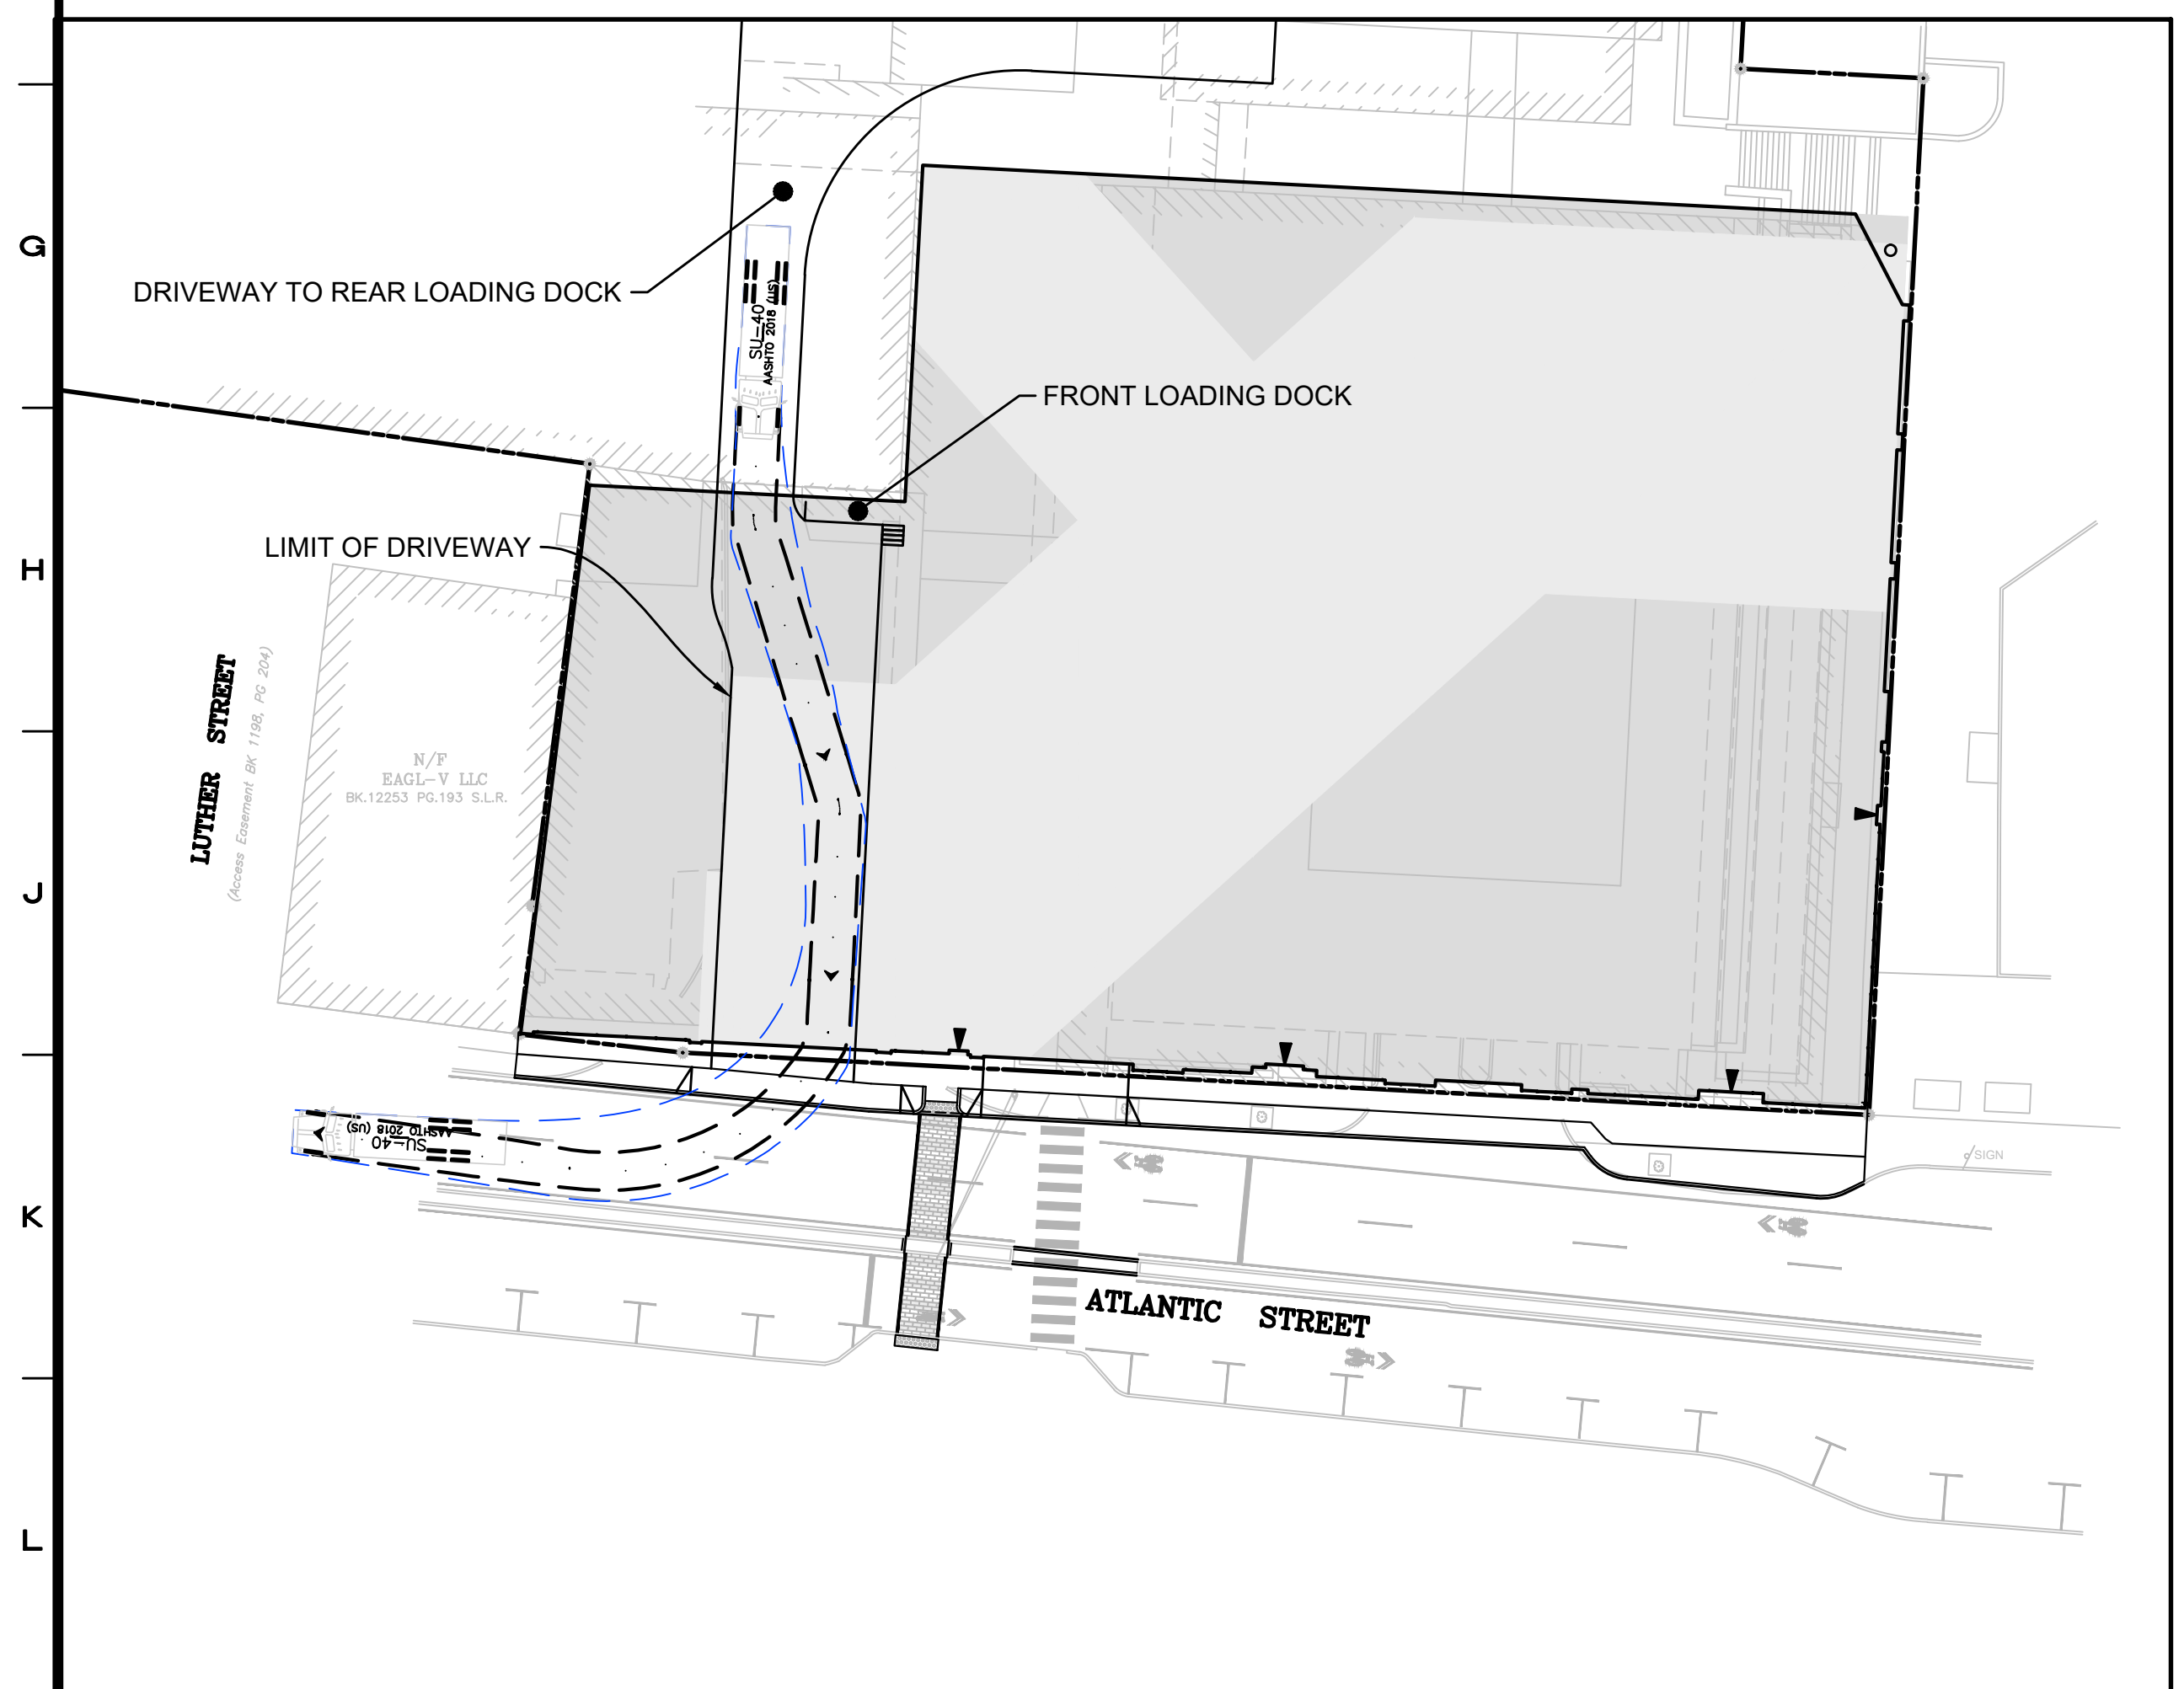 G
DRIVEWAY TO REAR LOADING DOCK
SU-40
AASHTO 2018 (US)
FRONT LOADING DOCK
H
LIMIT OF DRIVEWAY
LUTHER STREET
(Access Easement BK 1198, PG 204)
N/F
EAGL-V LLC
BK.12253 PG.193 S.L.R.
J
SU-40
AASHTO 2018 (US)
SIGN
K
ATLANTIC STREET
L